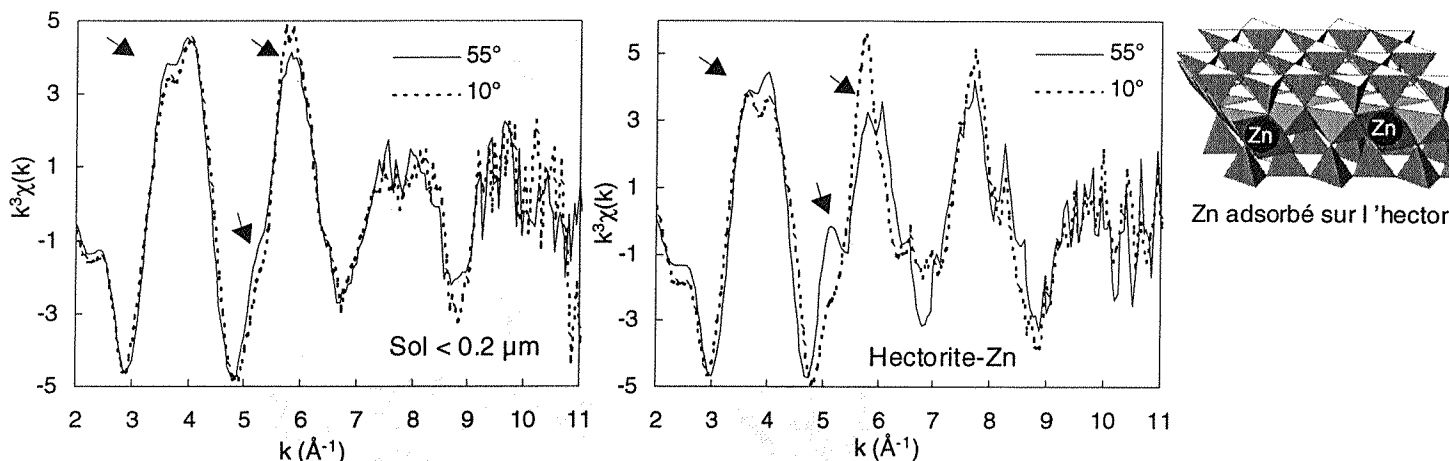 5
3
1
-1
-3
-5
k³χ(k)
55°
10°
Sol < 0.2 µm
2 3 4 5 6 7 8 9 10 11
k (Å⁻¹)
5
3
1
-1
-3
-5
k³χ(k)
55°
10°
Hectorite-Zn
2 3 4 5 6 7 8 9 10 11
k (Å⁻¹)
Zn Zn
Zn adsorbé sur l'hector